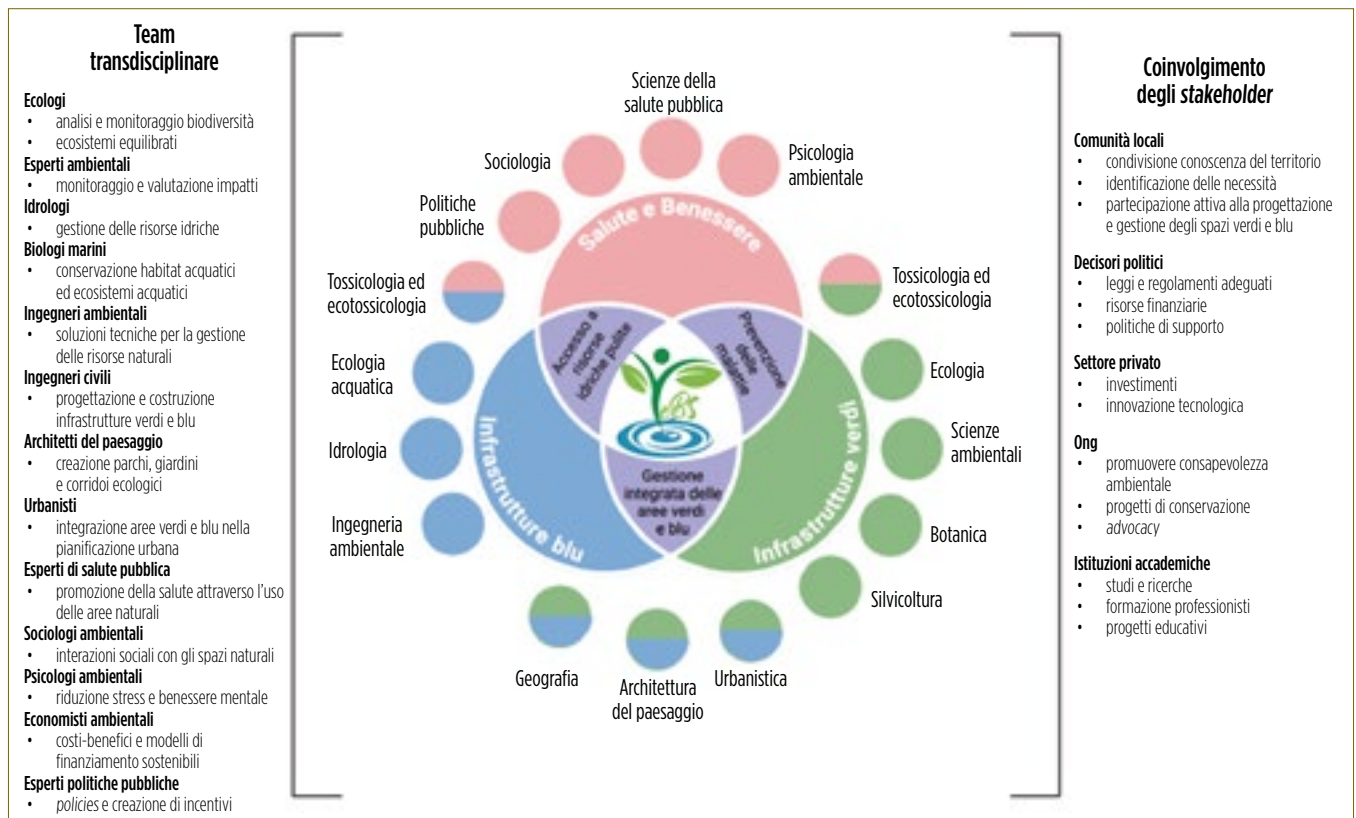 Team
transdisciplinare
Ecologi
• analisi e monitoraggio biodiversità
• ecosistemi equilibrati
Esperti ambientali
• monitoraggio e valutazione impatti
Idrologi
• gestione delle risorse idriche
Biologi marini
• conservazione habitat acquatici
ed ecosistemi acquatici
Ingegneri ambientali
• soluzioni tecniche per la gestione
delle risorse naturali
Ingegneri civili
• progettazione e costruzione
infrastrutture verdi e blu
Architetti del paesaggio
• creazione parchi, giardini
e corridoi ecologici
Urbanisti
• integrazione aree verdi e blu nella
pianificazione urbana
Esperti di salute pubblica
• promozione della salute attraverso l'uso
delle aree naturali
Sociologi ambientali
• interazioni sociali con gli spazi naturali
Psicologi ambientali
• riduzione stress e benessere mentale
Economisti ambientali
• costi-benefici e modelli di
finanziamento sostenibili
Esperti politiche pubbliche
• policies e creazione di incentivi
Scienze della
salute pubblica
Sociologia
Psicologia
ambientale
Politiche
pubbliche
Salute e Benessere
Tossicologia ed
ecotossicologia
Tossicologia ed
ecotossicologia
Accesso a
risorse
idriche pulite
Prevenzione
delle
malattie
Ecologia
acquatica
Ecologia
Idrologia
Scienze
ambientali
Infrastrutture blu
Infrastrutture verdi
Gestione
integrata delle
aree verdi
e blu
Ingegneria
ambientale
Botanica
Silvicoltura
Geografia
Architettura
del paesaggio
Urbanistica
Coinvolgimento
degli stakeholder
Comunità locali
• condivisione conoscenza del territorio
• identificazione delle necessità
• partecipazione attiva alla progettazione
e gestione degli spazi verdi e blu
Decisori politici
• leggi e regolamenti adeguati
• risorse finanziarie
• politiche di supporto
Settore privato
• investimenti
• innovazione tecnologica
Ong
• promuovere consapevolezza
ambientale
• progetti di conservazione
• advocacy
Istituzioni accademiche
• studi e ricerche
• formazione professionisti
• progetti educativi